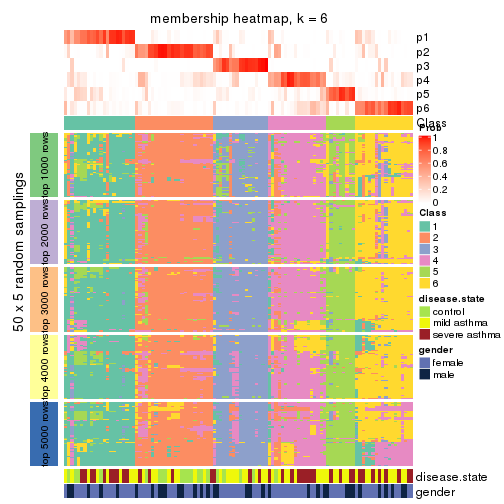 membership heatmap, k = 6
p1
p2
p3
p4
p5
p6
Class
Prob
1
0.8
0.6
0.4
0.2
0
Class
1
2
3
4
5
6
disease.state
control
mild asthma
severe asthma
gender
female
male
50 x 5 random samplings
top 1000 rows
top 2000 rows
top 3000 rows
top 4000 rows
top 5000 rows
disease.state
gender